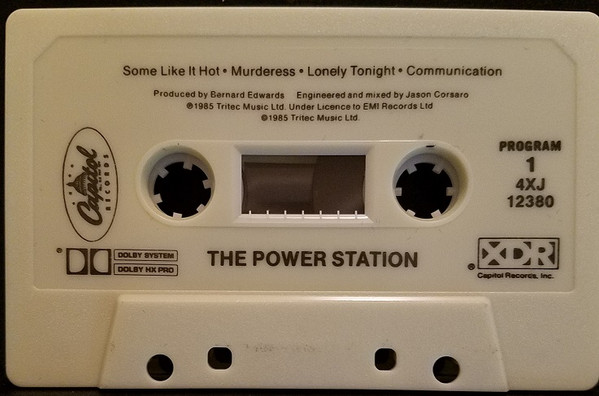 Some Like It Hot • Murderess • Lonely Tonight • Communication
Produced by Bernard Edwards Engineered and mixed by Jason Corsaro
℗1985 Tritec Music Ltd. Under Licence to EMI Records Ltd
©1985 Tritec Music Ltd.
Capitol
RECORDS
PROGRAM
1
4XJ
12380
DOLBY SYSTEM
DOLBY HX PRO
THE POWER STATION
® XDR
Capitol Records, Inc.